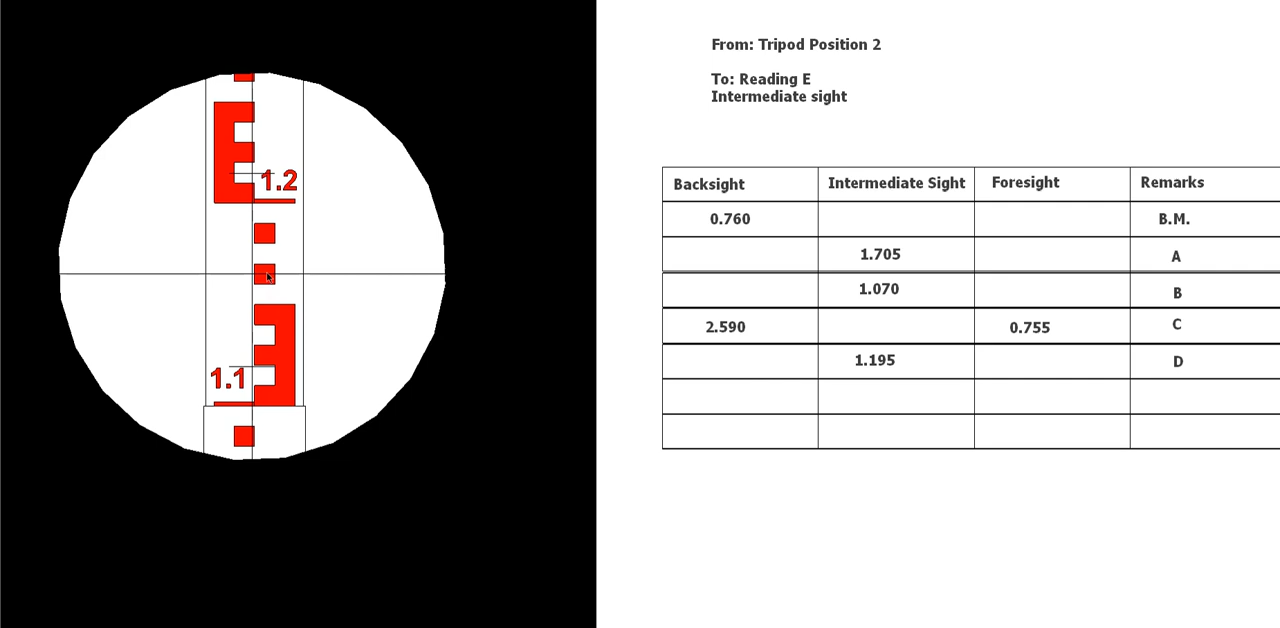 1.2
1.1
From: Tripod Position 2
To: Reading E
Intermediate sight
Backsight Intermediate Sight Foresight Remarks
0.760 B.M.
1.705 A
1.070 B
2.590 0.755 C
1.195 D